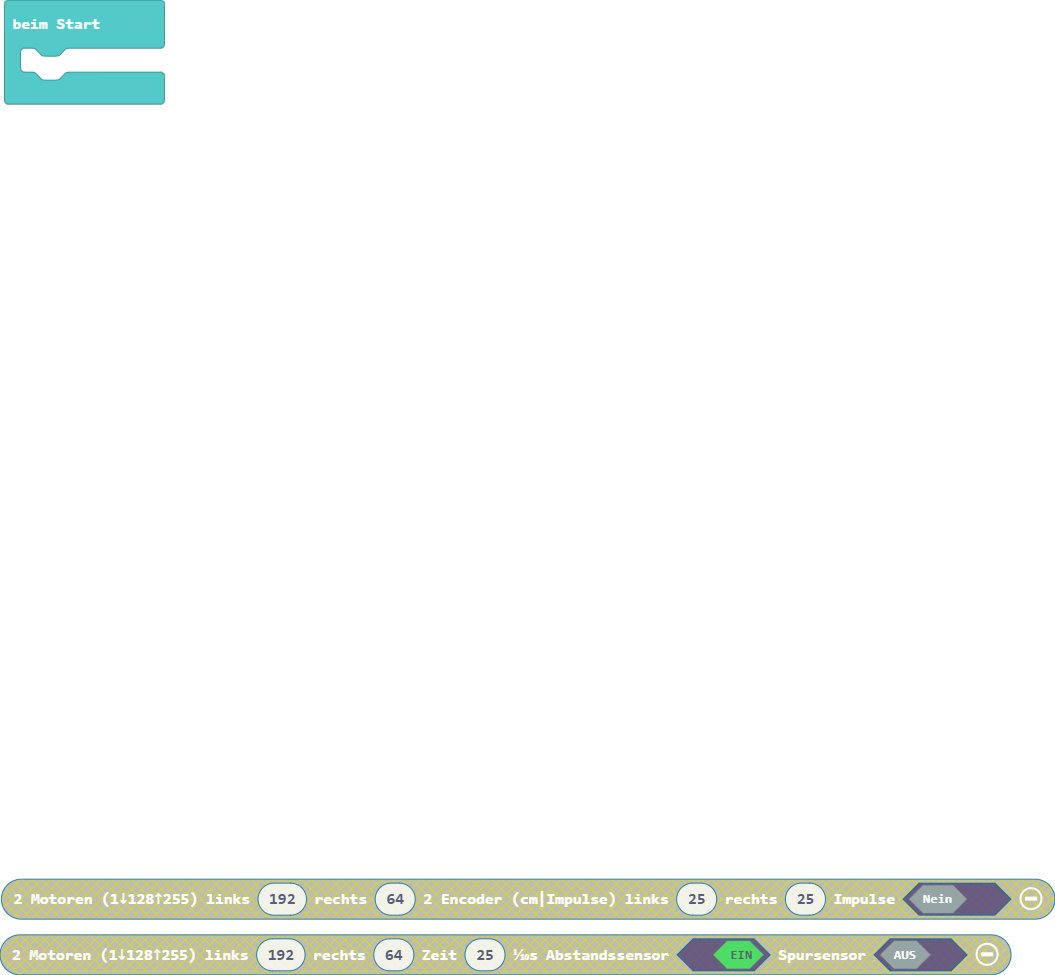 beim Start
2 Motoren (1↓128↑255) links 192 rechts 64 2 Encoder (cm|Impulse) links 25 rechts 25 Impulse Nein
2 Motoren (1↓128↑255) links 192 rechts 64 Zeit 25 ⅒s Abstandssensor EIN Spursensor AUS